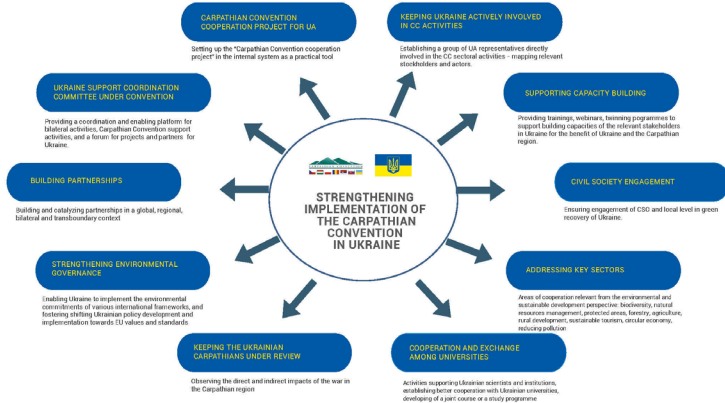 CARPATHIAN CONVENTION
COOPERATION PROJECT FOR UA
Setting up the "Carpathian Convention cooperation
project" in the internal system as a practical tool
KEEPING UKRAINE ACTIVELY INVOLVED
IN CC ACTIVITIES
Establishing a group of UA representatives directly
involved in the CC sectoral activities – mapping relevant
stockholders and actors.
UKRAINE SUPPORT COORDINATION
COMMITTEE UNDER CONVENTION
Providing a coordination and enabling platform for
bilateral activities, Carpathian Convention support
activities, and a forum for projects and partners for
Ukraine.
SUPPORTING CAPACITY BUILDING
Providing trainings, webinars, twinning pogrammes to
support building capacities of the relevant stakeholders
in Ukraine for the benefit of Ukraine and the Carpathian
region.
BUILDING PARTNERSHIPS
Building and catalyzing partnerships in a global, regional,
bilateral and transboundary context
STRENGTHENING
IMPLEMENTATION OF
THE CARPATHIAN
CONVENTION
IN UKRAINE
CIVIL SOCIETY ENGAGEMENT
Ensuring engagement of CSO and local level in green
recovery of Ukraine.
STRENGTHENING ENVIRONMENTAL
GOVERNANCE
Enabling Ukraine to implement the environmental
commitments of various international frameworks, and
fostering shifting Ukrainian policy development and
implementation towards EU values and standards
ADDRESSING KEY SECTORS
Areas of cooperation relevant from the environmental and
sustainable development perspective: biodiversity, natural
resources management, protected areas, forestry, agriculture,
rural development, sustainable tourism, circular economy,
reducing pollution
KEEPING THE UKRAINIAN
CARPATHIANS UNDER REVIEW
Observing the direct and indirect impacts of the war in
the Carpathian region
COOPERATION AND EXCHANGE
AMONG UNIVERSITIES
Activities supporting Ukrainian scientists and institutions,
establishing better cooperation with Ukrainian universities,
developing of a joint course or a study programme